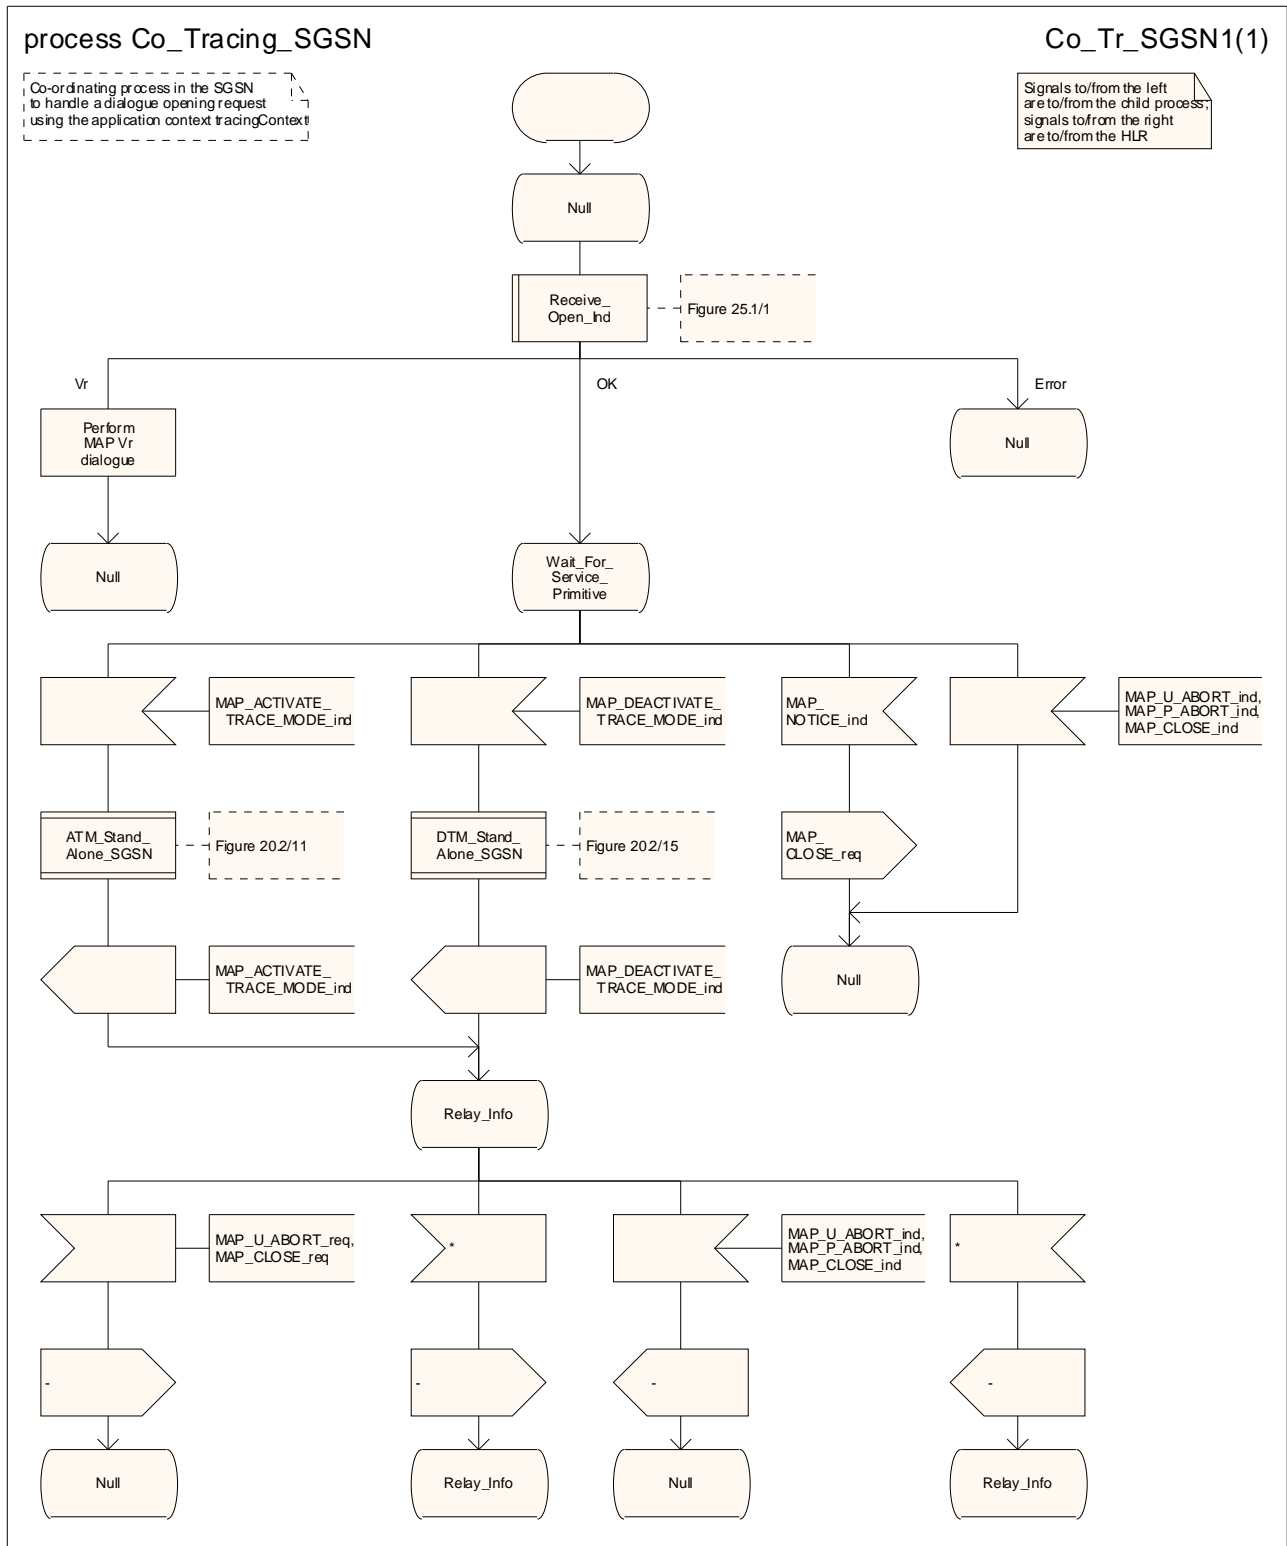 process Co_Tracing_SGSN
Co_Tr_SGSN1(1)
Co-ordinating process in the SGSN
to handle a dialogue opening request
using the application context tracingContext
Signals to/from the left
are to/from the child process;
signals to/from the right
are to/from the HLR
Null
Receive_
Open_Ind
Figure 25.1/1
Vr
OK
Error
Perform
MAP Vr
dialogue
Null
Null
Wait_For_
Service_
Primitive
MAP_ACTIVATE_
TRACE_MODE_ind
MAP_DEACTIVATE_
TRACE_MODE_ind
MAP_
NOTICE_ind
MAP_U_ABORT_ind,
MAP_P_ABORT_ind,
MAP_CLOSE_ind
ATM_Stand_
Alone_SGSN
Figure 20.2/11
DTM_Stand_
Alone_SGSN
Figure 20.2/15
MAP_
CLOSE_req
MAP_ACTIVATE_
TRACE_MODE_ind
MAP_DEACTIVATE_
TRACE_MODE_ind
Null
Relay_Info
MAP_U_ABORT_req,
MAP_CLOSE_req
*
MAP_U_ABORT_ind,
MAP_P_ABORT_ind,
MAP_CLOSE_ind
*
-
-
-
-
Null
Relay_Info
Null
Relay_Info